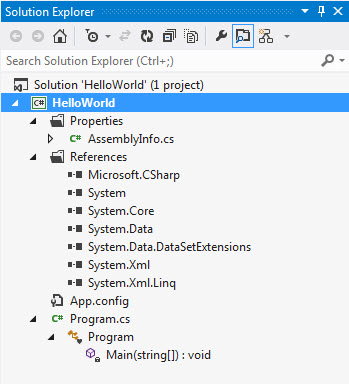 Solution Explorer
Search Solution Explorer (Ctrl+;)
Solution 'HelloWorld' (1 project)
C# HelloWorld
Properties
C# AssemblyInfo.cs
References
Microsoft.CSharp
System
System.Core
System.Data
System.Data.DataSetExtensions
System.Xml
System.Xml.Linq
App.config
C# Program.cs
Program
Main(string[]) : void